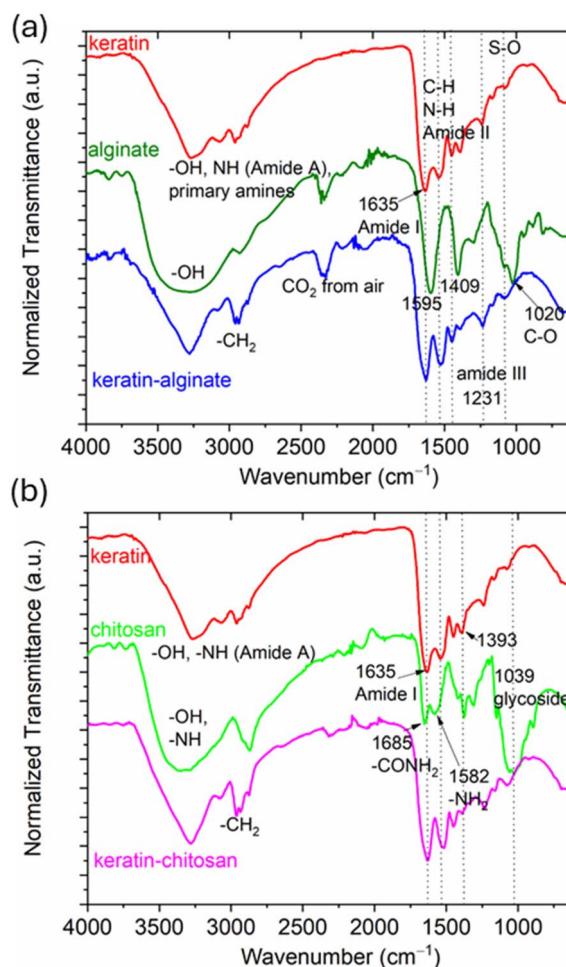 (a)
keratin
S-O
C-H
N-H
Amide II
alginate
-OH, NH (Amide A),
primary amines
1635
Amide I
-OH
CO2 from air
1595
1409
1020
C-O
-CH2
keratin-alginate
amide III
1231
Normalized Transmittance (a.u.)
4000 3500 3000 2500 2000 1500 1000
Wavenumber (cm−1)
(b)
keratin
chitosan
-OH, -NH (Amide A)
1393
1635
Amide I
1039
glycoside
-OH,
-NH
1685
-CONH2
1582
-NH2
-CH2
keratin-chitosan
Normalized Transmittance (a.u.)
4000 3500 3000 2500 2000 1500 1000
Wavenumber (cm−1)